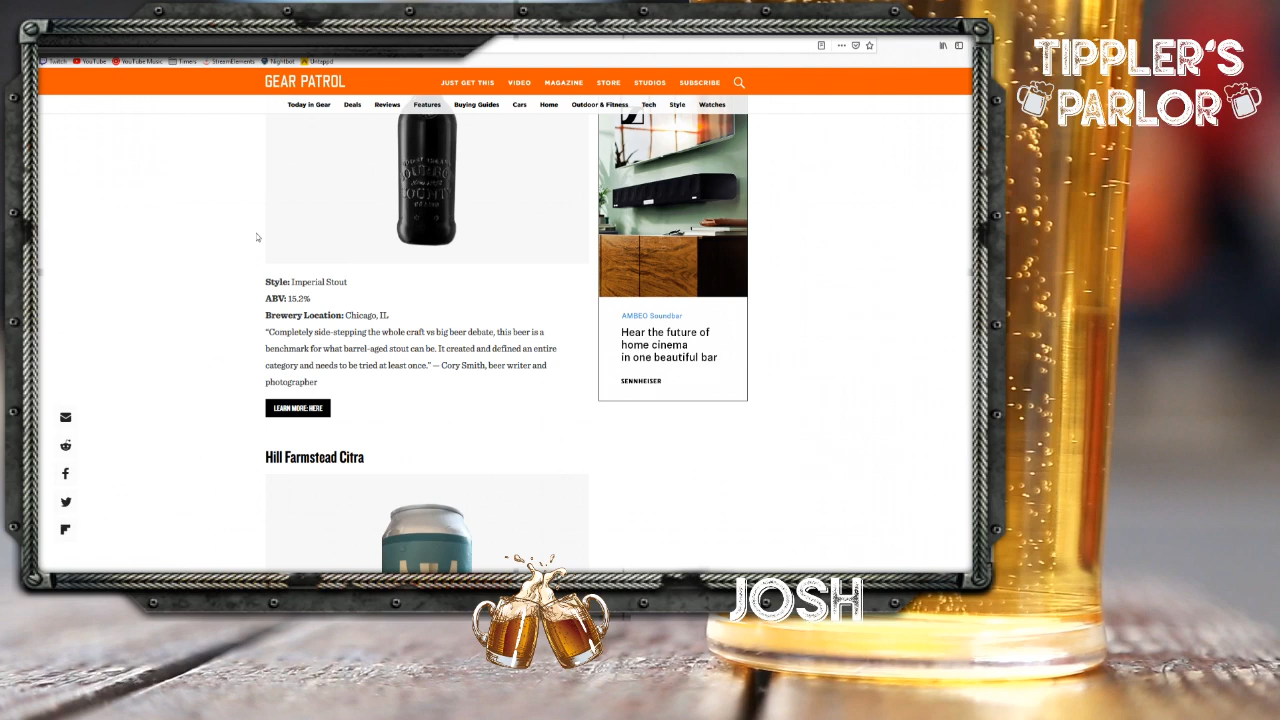 Twitch YouTube YouTube Music Timers StreamElements Nightbot Untappd
GEAR PATROL
JUST GET THIS VIDEO MAGAZINE STORE STUDIOS SUBSCRIBE
Today in Gear Deals Reviews Features Buying Guides Cars Home Outdoor & Fitness Tech Style Watches
TIPPLER'S
PARLOR
Style: Imperial Stout
ABV: 15.2%
Brewery Location: Chicago, IL
"Completely side-stepping the whole craft vs big beer debate, this beer is a
benchmark for what barrel-aged stout can be. It created and defined an entire
category and needs to be tried at least once." — Cory Smith, beer writer and
photographer
LEARN MORE: HERE
AMBEO Soundbar
Hear the future of
home cinema
in one beautiful bar
SENNHEISER
Hill Farmstead Citra
JOSH